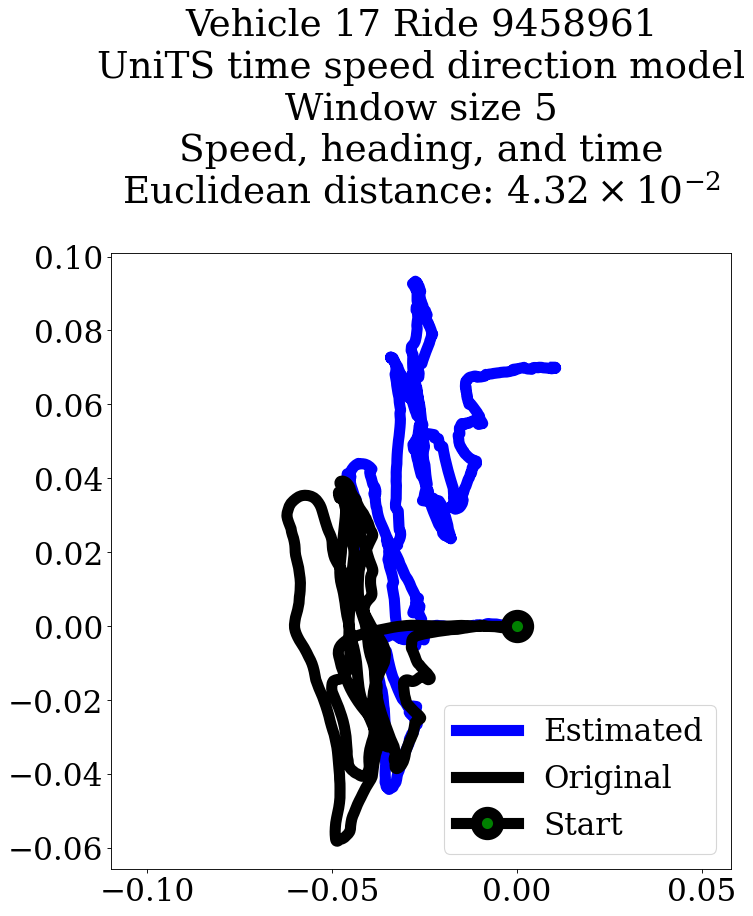 Vehicle 17 Ride 9458961
UniTS time speed direction model
Window size 5
Speed, heading, and time
Euclidean distance: 4.32 × 10⁻²
0.10
0.08
0.06
0.04
0.02
0.00
−0.02
−0.04
−0.06
Estimated
Original
Start
−0.10 −0.05 0.00 0.05